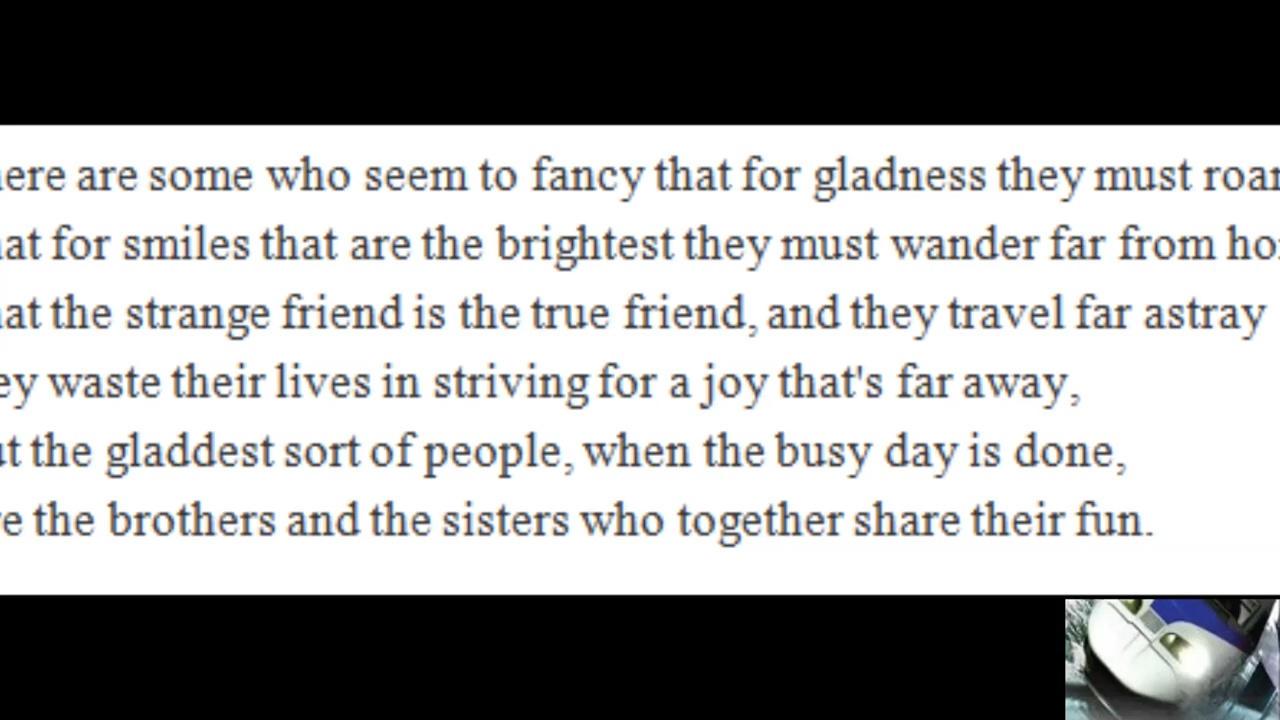 ere are some who seem to fancy that for gladness they must roa
at for smiles that are the brightest they must wander far from ho
at the strange friend is the true friend, and they travel far astray
ey waste their lives in striving for a joy that's far away,
ut the gladdest sort of people, when the busy day is done,
e the brothers and the sisters who together share their fun.